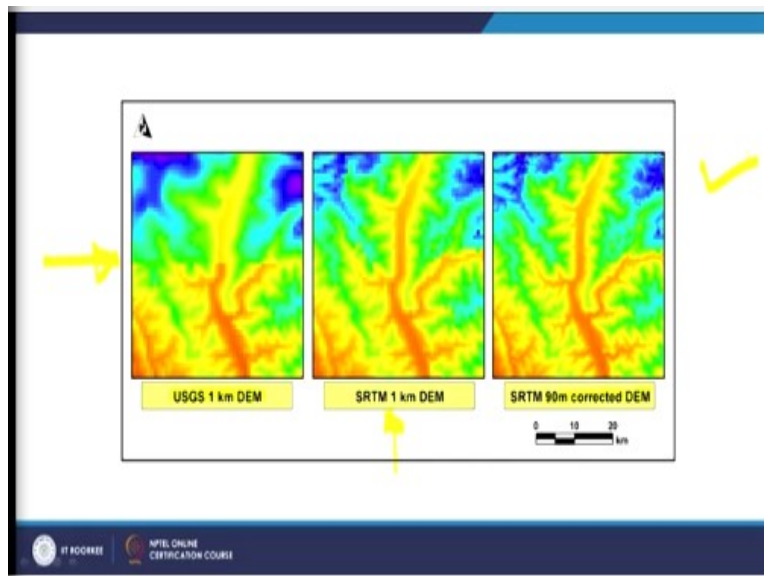 USGS 1 km DEM
SRTM 1 km DEM
SRTM 90m corrected DEM
0 10 20
km
IIT ROORKEE
NPTEL ONLINE
CERTIFICATION COURSE